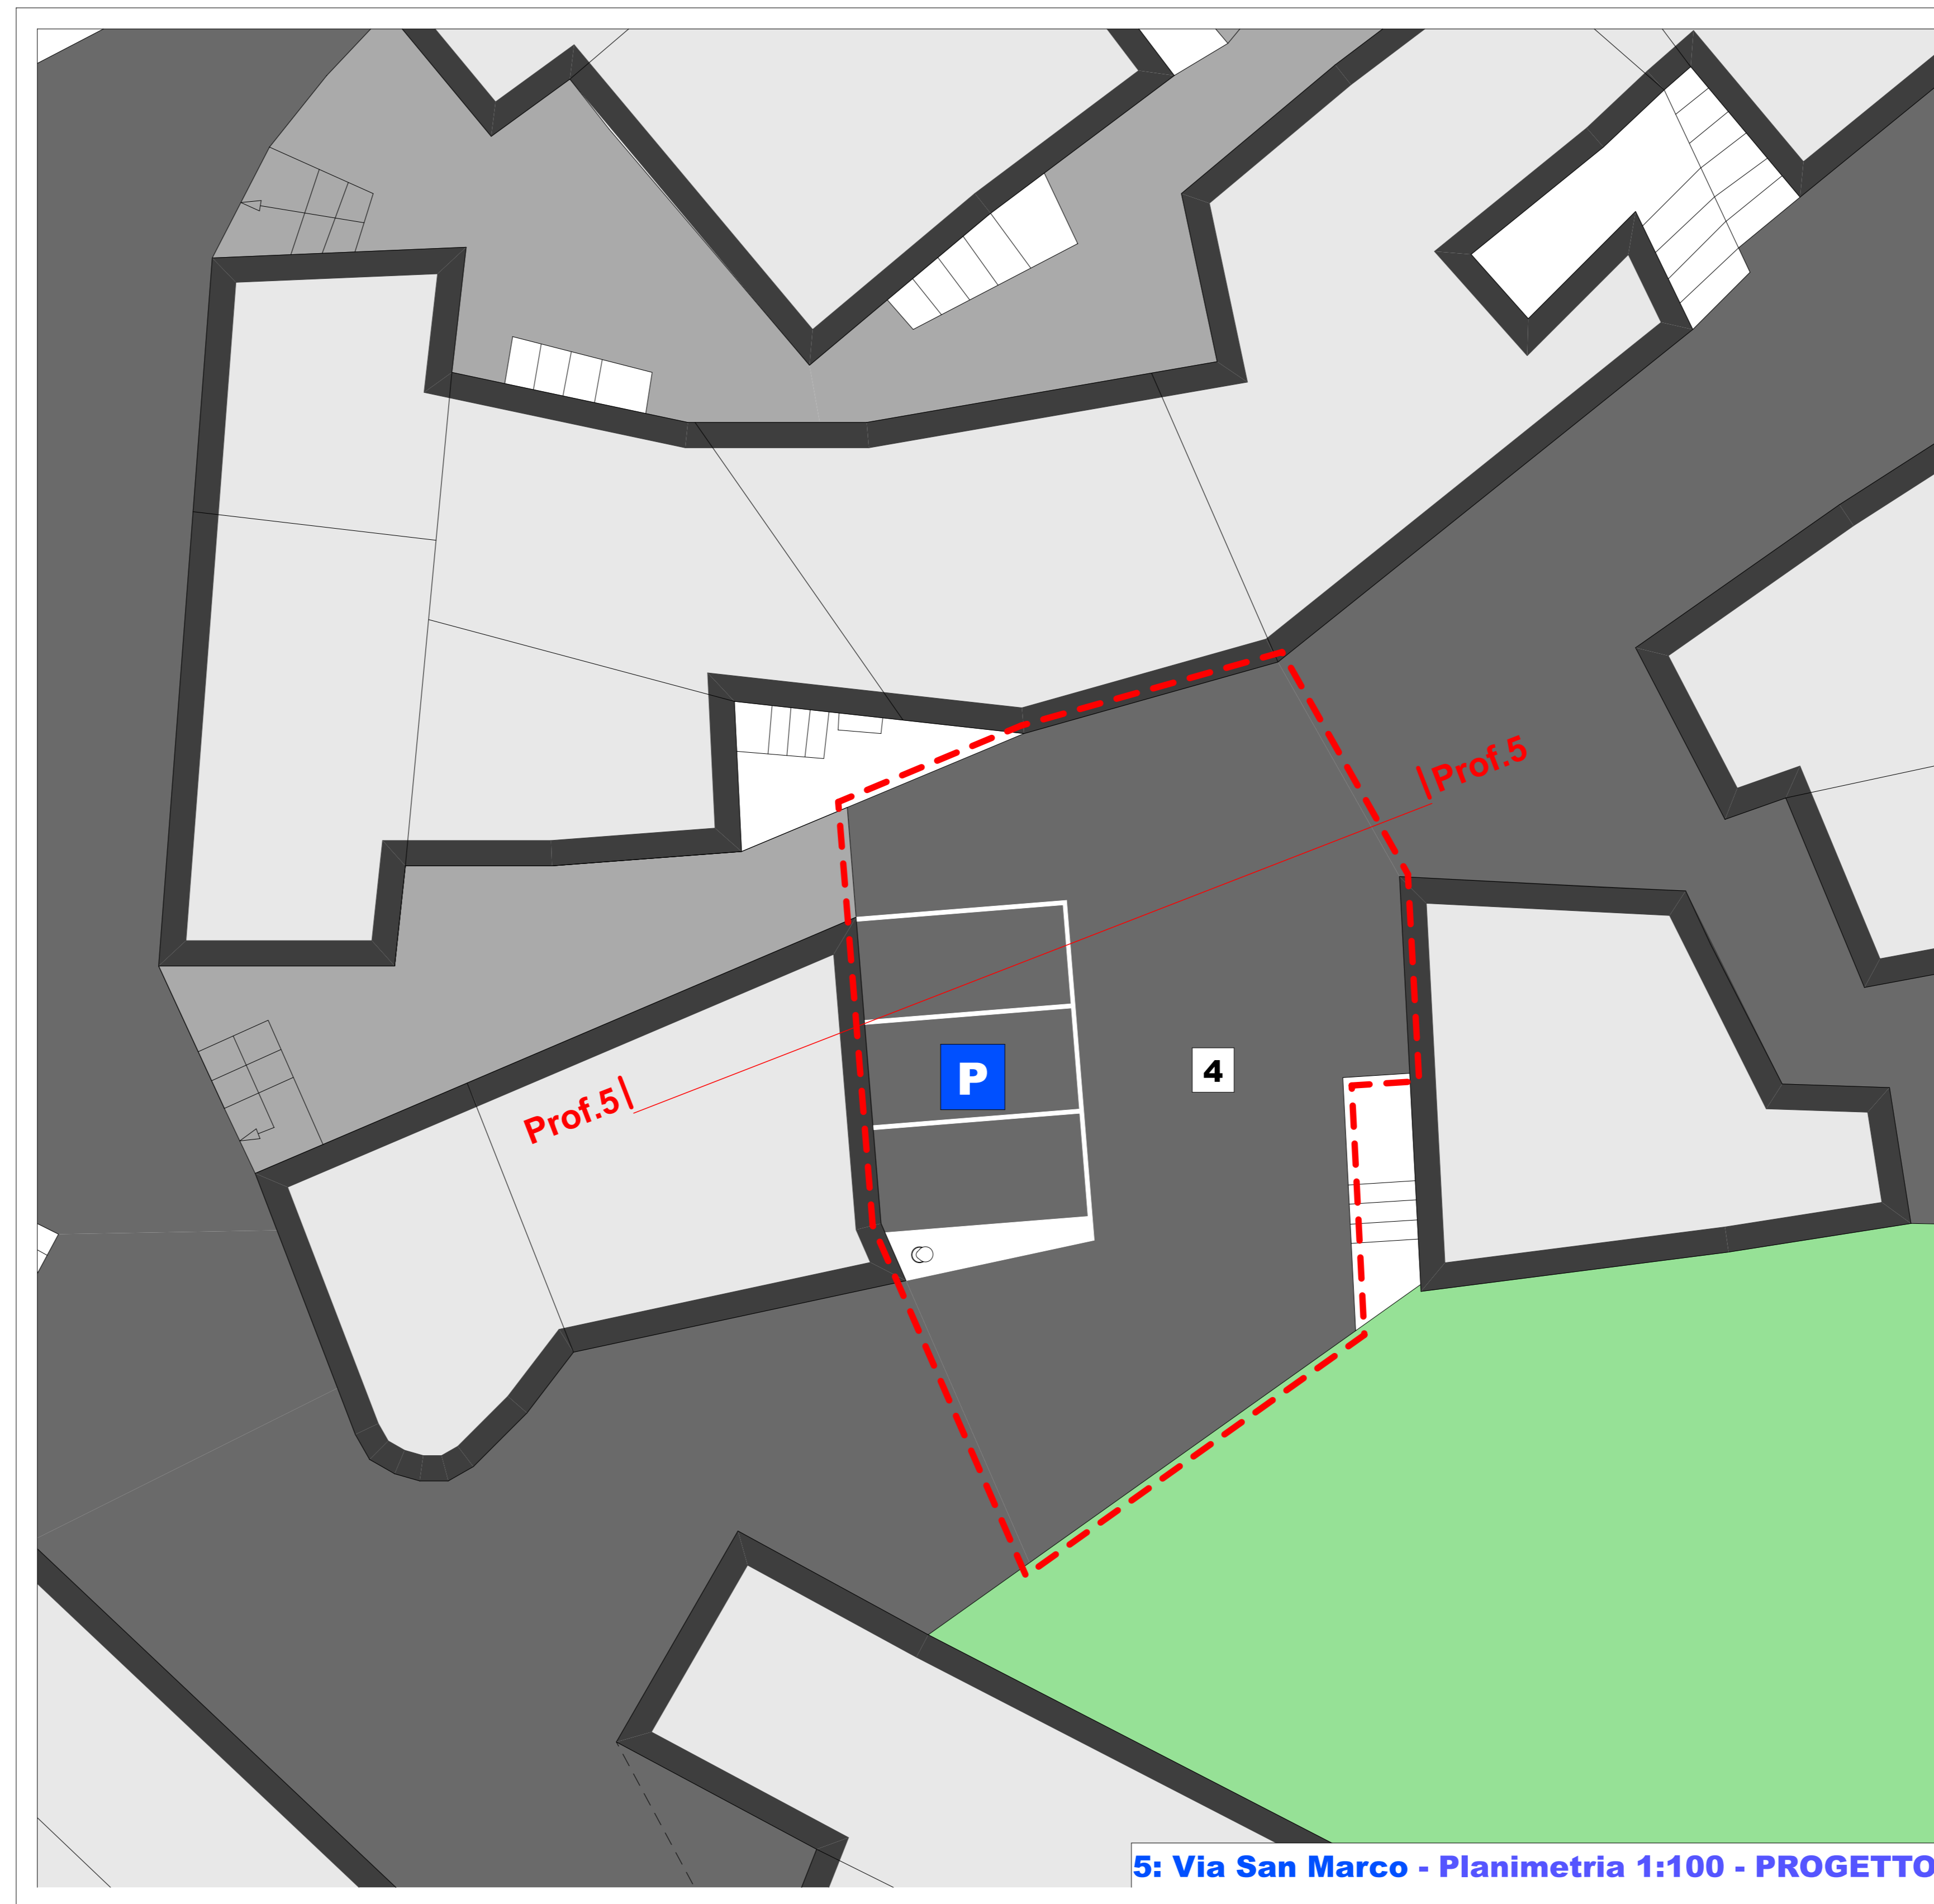 Prof.5
P
4
Prof.5
5: Via San Marco - Planimetria 1:100 - PROGETTO